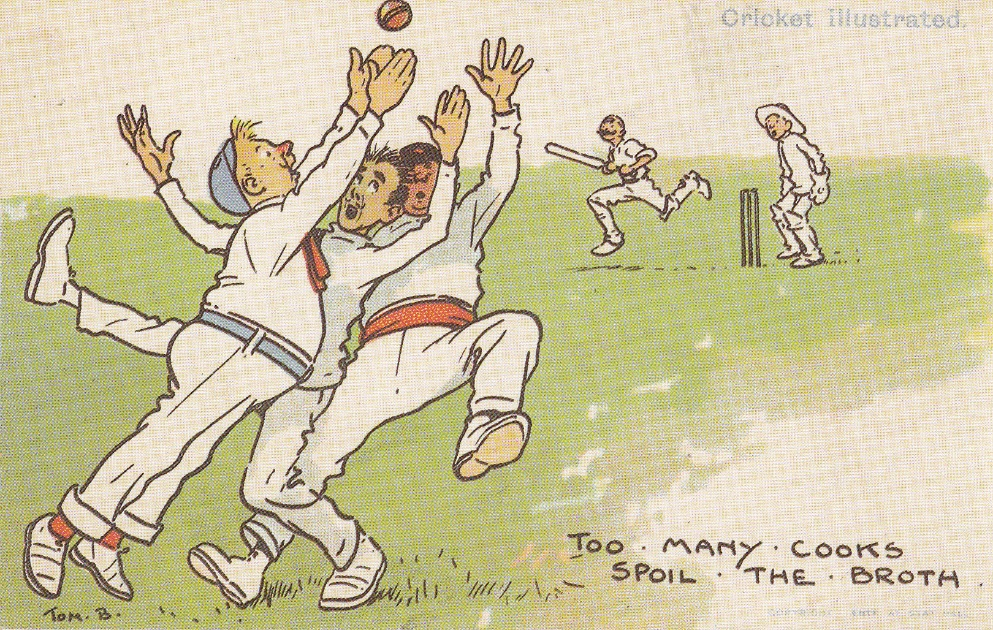 Cricket Illustrated.
TOO · MANY · COOKS
SPOIL · THE · BROTH .
TOM. B.